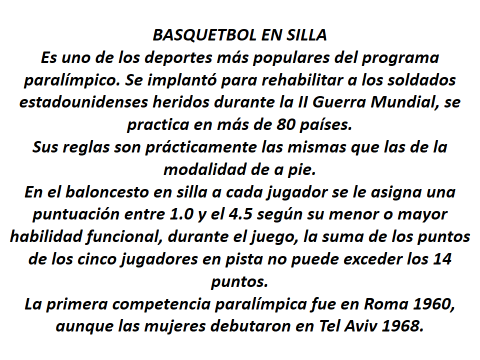 BASQUETBOL EN SILLA
Es uno de los deportes más populares del programa
paralímpico. Se implantó para rehabilitar a los soldados
estadounidenses heridos durante la II Guerra Mundial, se
practica en más de 80 países.
Sus reglas son prácticamente las mismas que las de la
modalidad de a pie.
En el baloncesto en silla a cada jugador se le asigna una
puntuación entre 1.0 y el 4.5 según su menor o mayor
habilidad funcional, durante el juego, la suma de los puntos
de los cinco jugadores en pista no puede exceder los 14
puntos.
La primera competencia paralímpica fue en Roma 1960,
aunque las mujeres debutaron en Tel Aviv 1968.